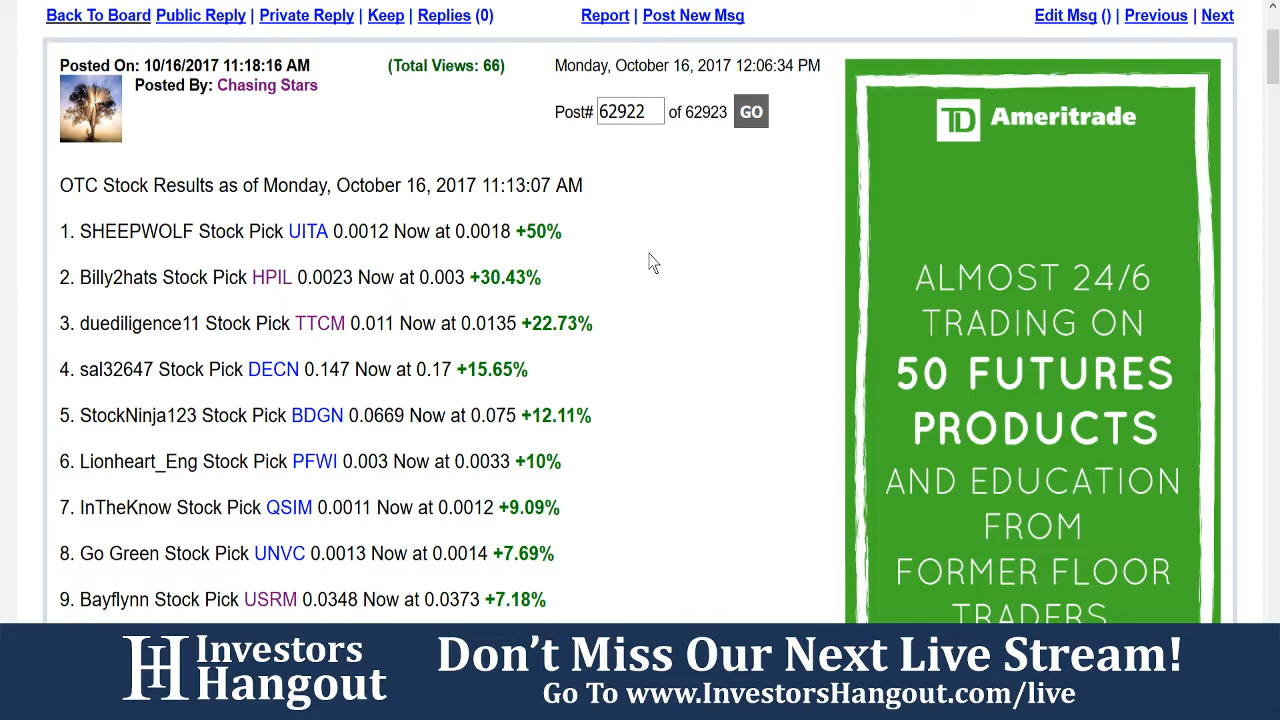 Back To Board Public Reply | Private Reply | Keep | Replies (0) Report | Post New Msg Edit Msg () | Previous | Next
Posted On: 10/16/2017 11:18:16 AM (Total Views: 66) Monday, October 16, 2017 12:06:34 PM
Posted By: Chasing Stars
Post# 62922 of 62923 GO
OTC Stock Results as of Monday, October 16, 2017 11:13:07 AM
1. SHEEPWOLF Stock Pick UITA 0.0012 Now at 0.0018 +50%
2. Billy2hats Stock Pick HPIL 0.0023 Now at 0.003 +30.43%
3. duediligence11 Stock Pick TTCM 0.011 Now at 0.0135 +22.73%
4. sal32647 Stock Pick DECN 0.147 Now at 0.17 +15.65%
5. StockNinja123 Stock Pick BDGN 0.0669 Now at 0.075 +12.11%
6. Lionheart_Eng Stock Pick PFWI 0.003 Now at 0.0033 +10%
7. InTheKnow Stock Pick QSIM 0.0011 Now at 0.0012 +9.09%
8. Go Green Stock Pick UNVC 0.0013 Now at 0.0014 +7.69%
9. Bayflynn Stock Pick USRM 0.0348 Now at 0.0373 +7.18%
TD Ameritrade
ALMOST 24/6
TRADING ON
50 FUTURES
PRODUCTS
AND EDUCATION
FROM
FORMER FLOOR
TRADERS
Investors
Hangout
Don't Miss Our Next Live Stream!
Go To www.InvestorsHangout.com/live